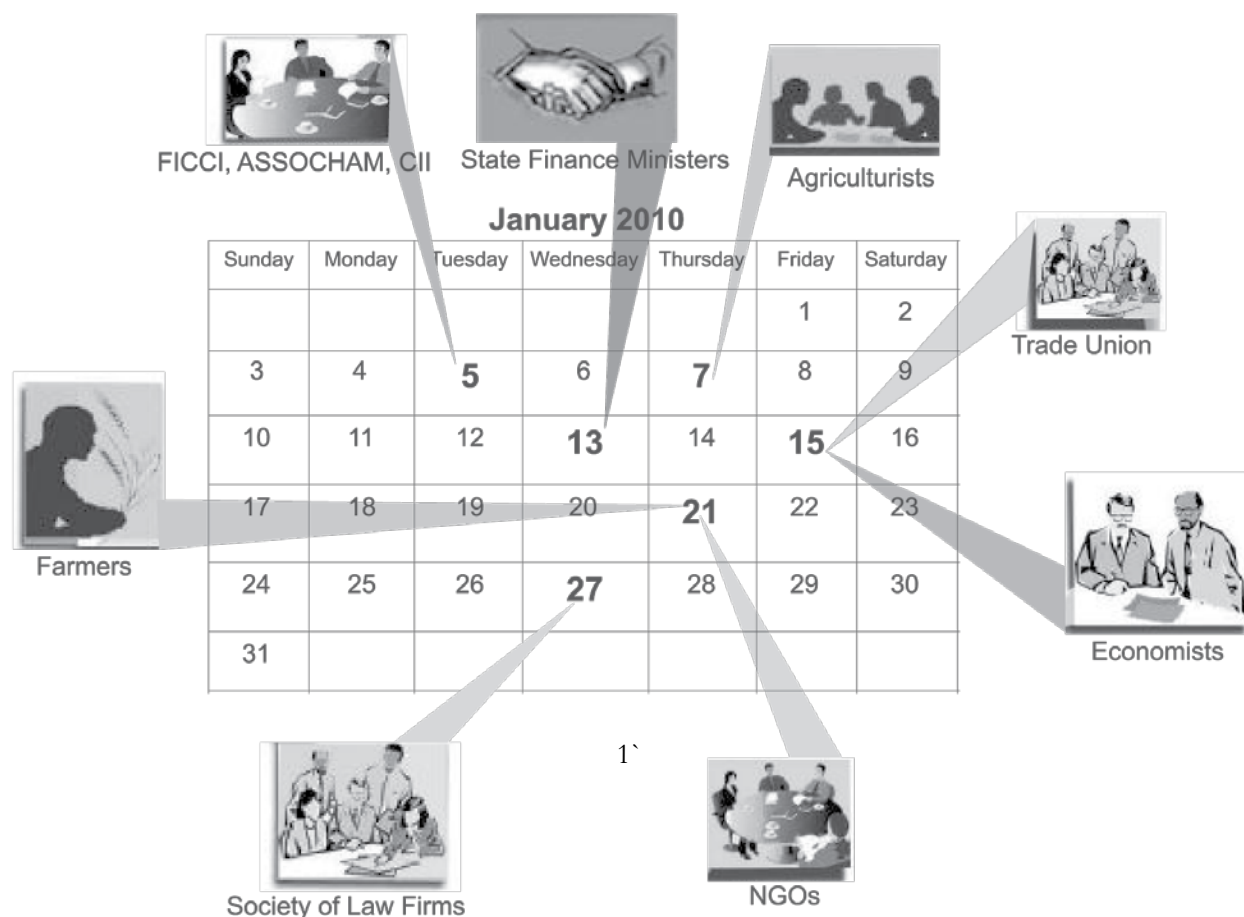 FICCI, ASSOCHAM, CII
State Finance Ministers
Agriculturists
January 2010
Sunday Monday Tuesday Wednesday Thursday Friday Saturday
1 2
Trade Union
3 4 5 6 7 8 9
10 11 12 13 14 15 16
17 18 19 20 21 22 23
Farmers
24 25 26 27 28 29 30
Economists
31
1`
NGOs
Society of Law Firms